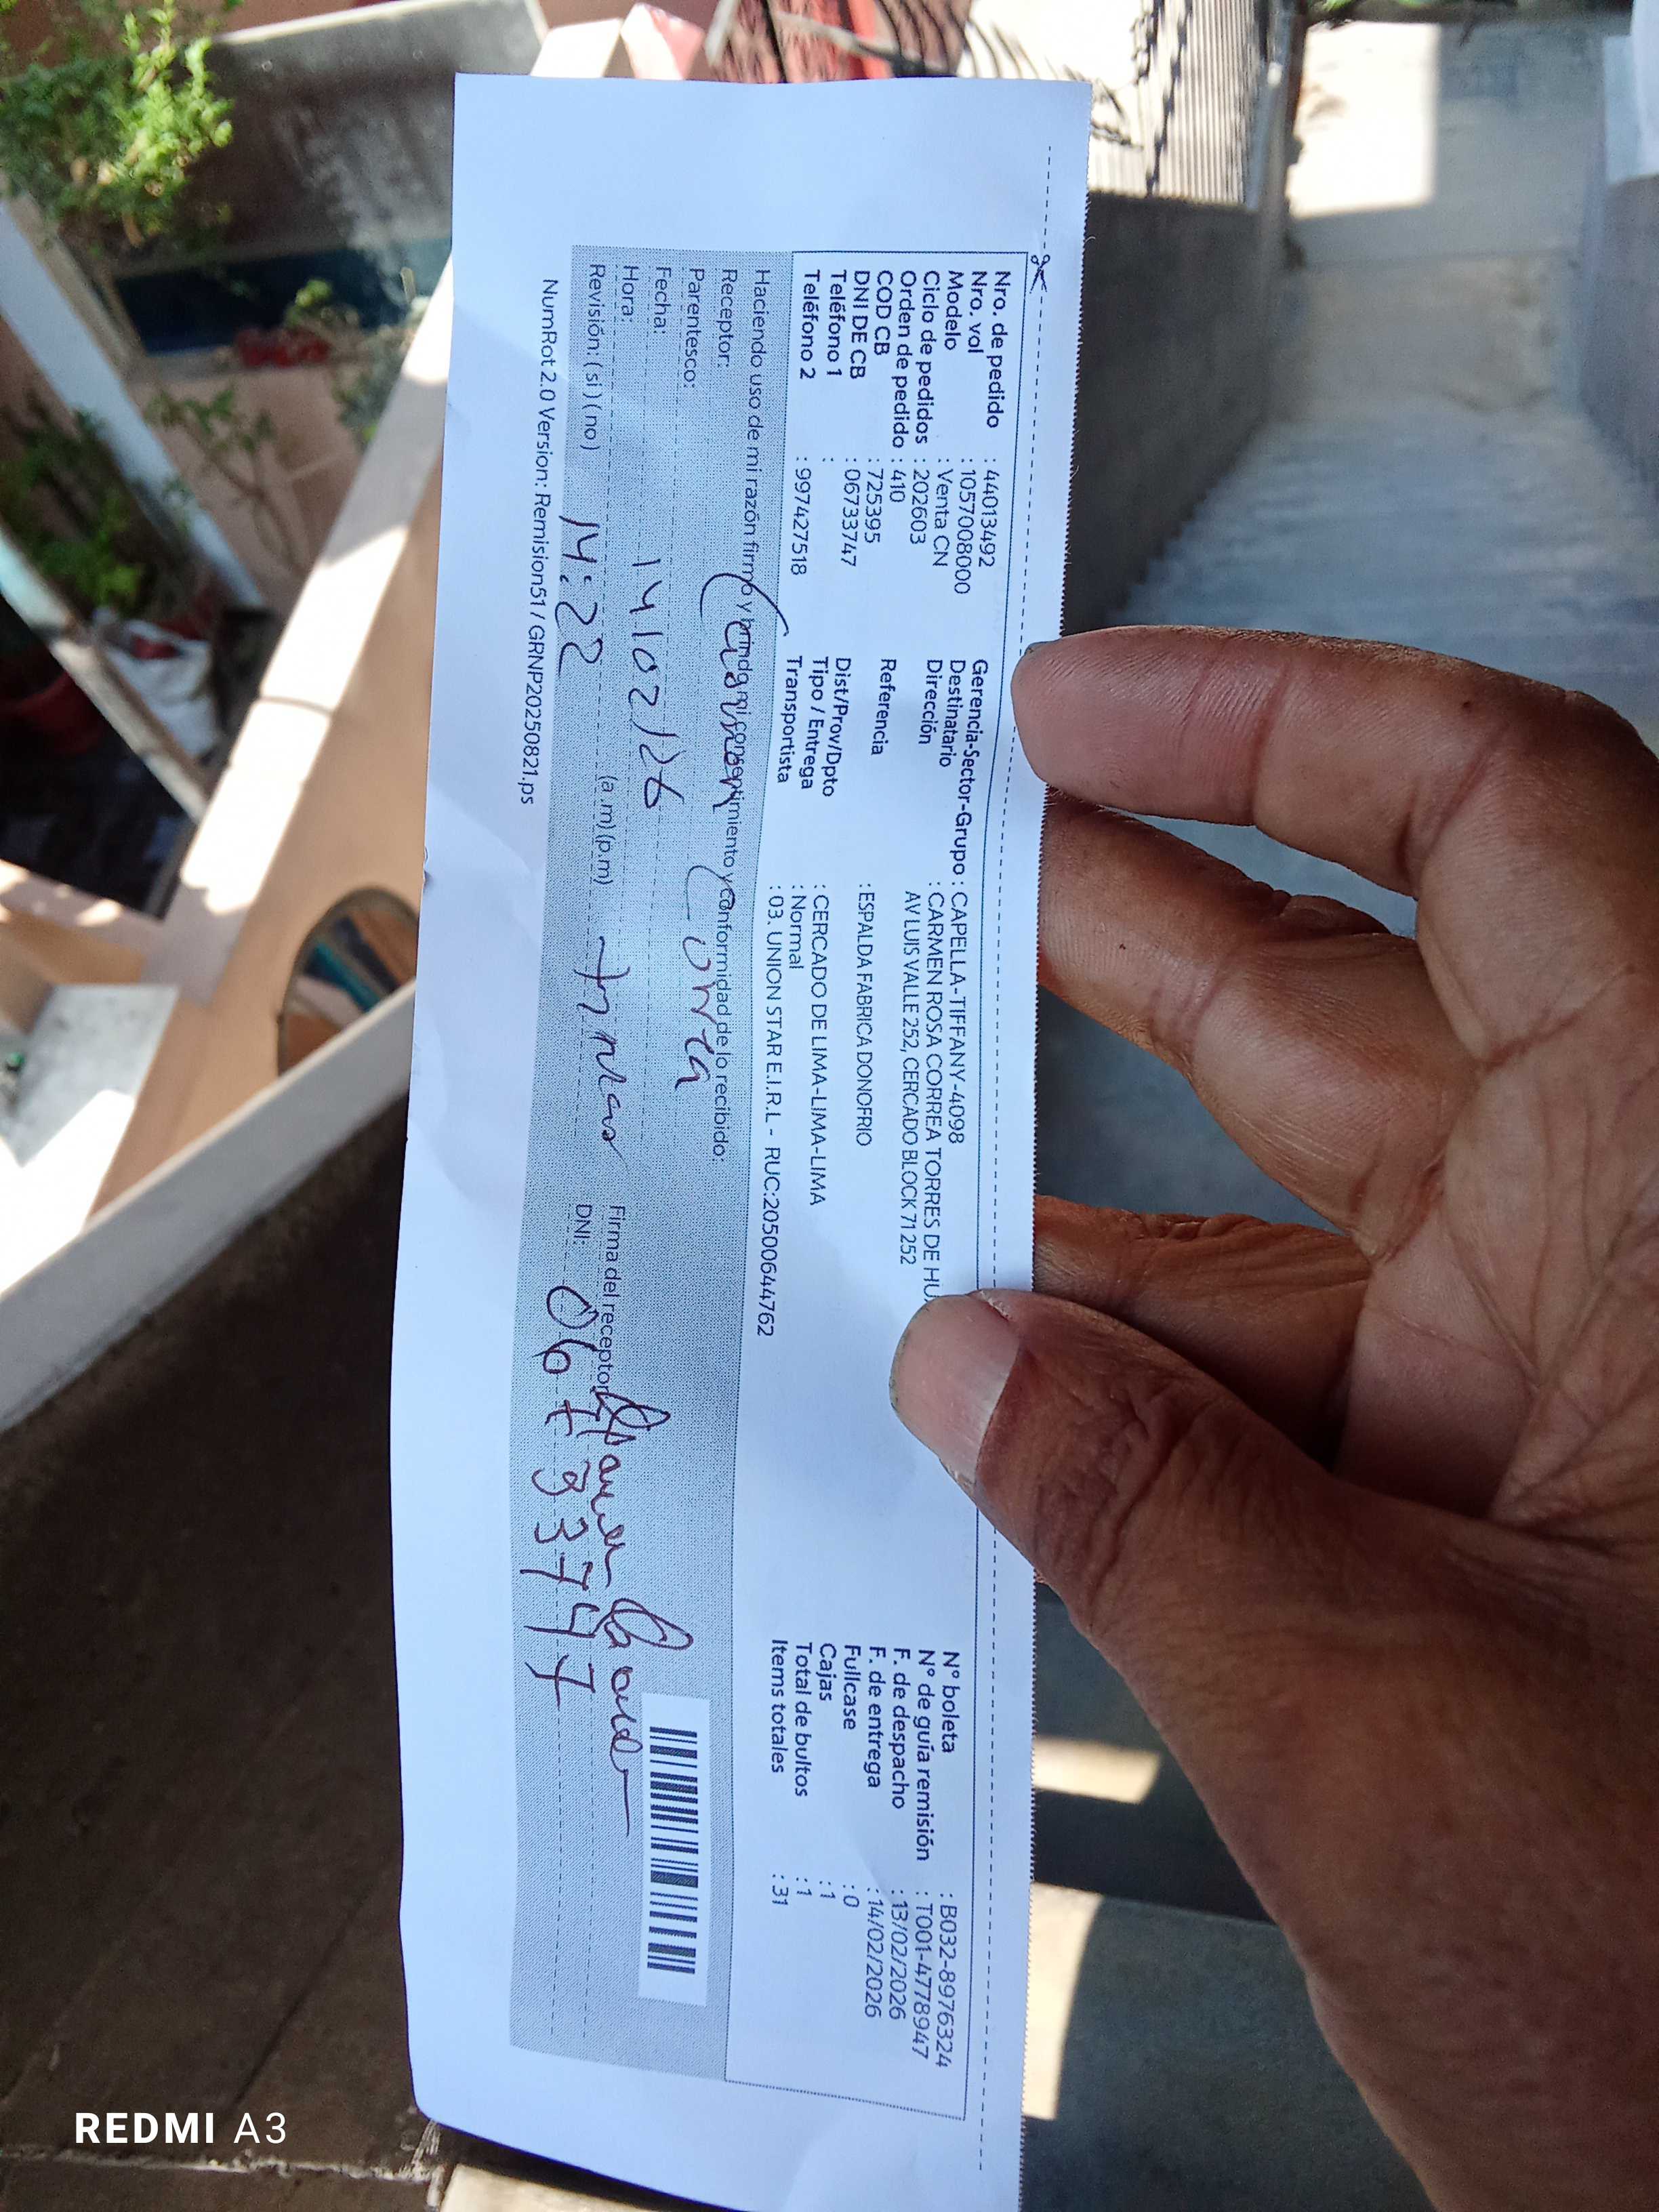 Nro. de pedido : 44013492
Nro. vol : 1057008000
Modelo : Venta CN
Ciclo de pedidos : 202603
Orden de pedido : 410
COD CB : 725395
DNI DE CB : 06733747
Teléfono 1 :
Teléfono 2 : 997427518
Gerencia-Sector-Grupo : CAPELLA-TIFFANY-4098
Destinatario : CARMEN ROSA CORREA TORRES DE HU
Dirección AV LUIS VALLE 252, CERCADO BLOCK 71 252
Referencia : ESPALDA FABRICA DONOFRIO
Dist/Prov/Dpto : CERCADO DE LIMA-LIMA-LIMA
Tipo / Entrega : Normal
Transportista : 03. UNION STAR E.I.R.L - RUC:20500644762
N° boleta : B032-8976324
N° de guía remisión : T001-4778947
F. de despacho : 13/02/2026
F. de entrega : 14/02/2026
Fullcase : 0
Cajas : 1
Total de bultos : 1
Items totales : 31
Haciendo uso de mi razón firmo y brindo mi consentimiento y conformidad de lo recibido:
Receptor: Carmen
Parentesco:
Fecha: 14/02/26
Hora: 14:22 (a.m) (p.m)
Revisión: ( si ) ( no )
Firma del receptor:
DNI: 06733747
NumRot 2.0 Version: Remision51 / GRNP20250821.ps
REDMI A3